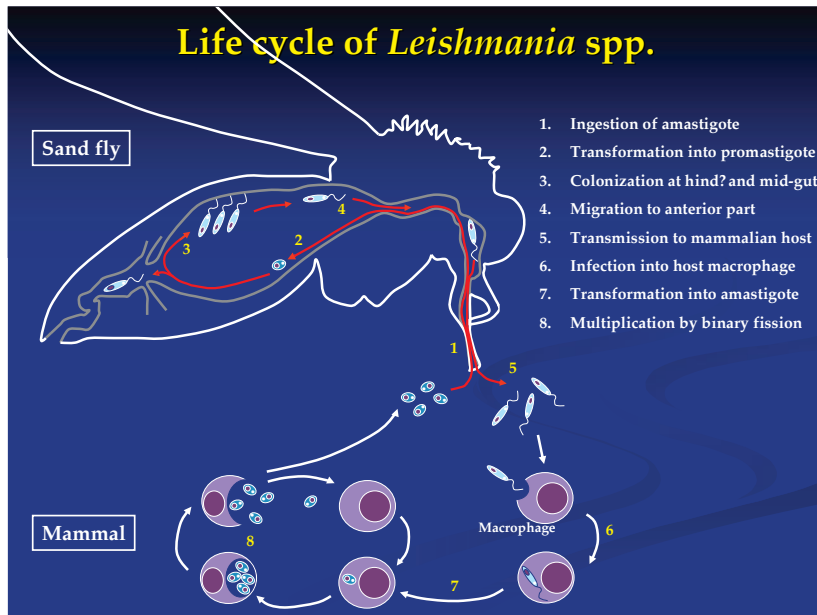 Life cycle of Leishmania spp.
Sand fly
1. Ingestion of amastigote
2. Transformation into promastigote
3. Colonization at hind? and mid-gut
4. Migration to anterior part
5. Transmission to mammalian host
6. Infection into host macrophage
7. Transformation into amastigote
8. Multiplication by binary fission
4
3
2
1
5
Mammal
Macrophage
6
8
7